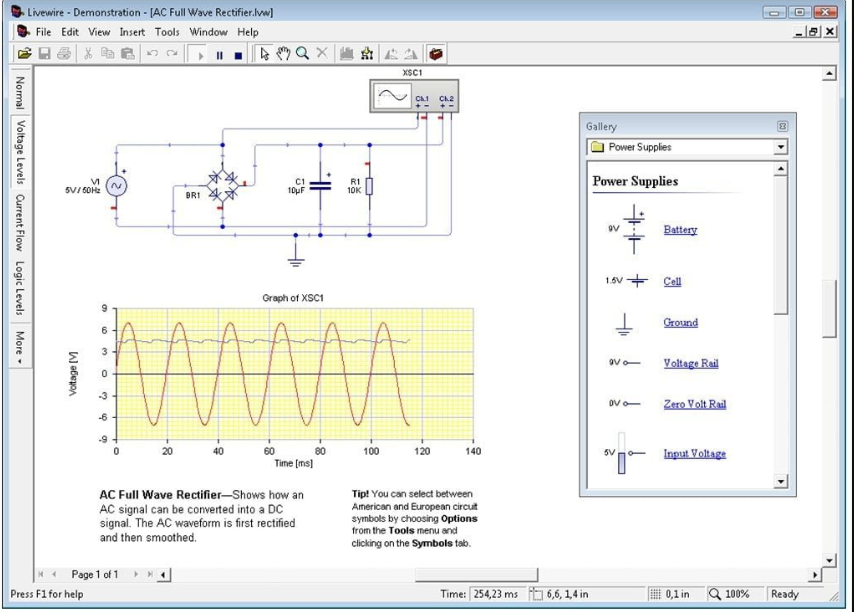 Livewire - Demonstration - [AC Full Wave Rectifier.lvw]
File Edit View Insert Tools Window Help
Normal
Voltage Levels
Current Flow
Logic Levels
More
XSC1
Ch.1 Ch.2
+ - + -
V1
5V / 50Hz
+
BR1
C1
10µF
+
R1
10K
Graph of XSC1
Voltage [V]
9
6
3
0
-3
-6
-9
0 20 40 60 80 100 120 140
Time [ms]
AC Full Wave Rectifier—Shows how an
AC signal can be converted into a DC
signal. The AC waveform is first rectified
and then smoothed.
Tip! You can select between
American and European circuit
symbols by choosing Options
from the Tools menu and
clicking on the Symbols tab.
Gallery
Power Supplies
Power Supplies
9V + Battery
1.5V Cell
Ground
9V Voltage Rail
0V Zero Volt Rail
5V Input Voltage
Page 1 of 1
Press F1 for help
Time: 254,23 ms 6,6, 1,4 in 0,1 in 100% Ready